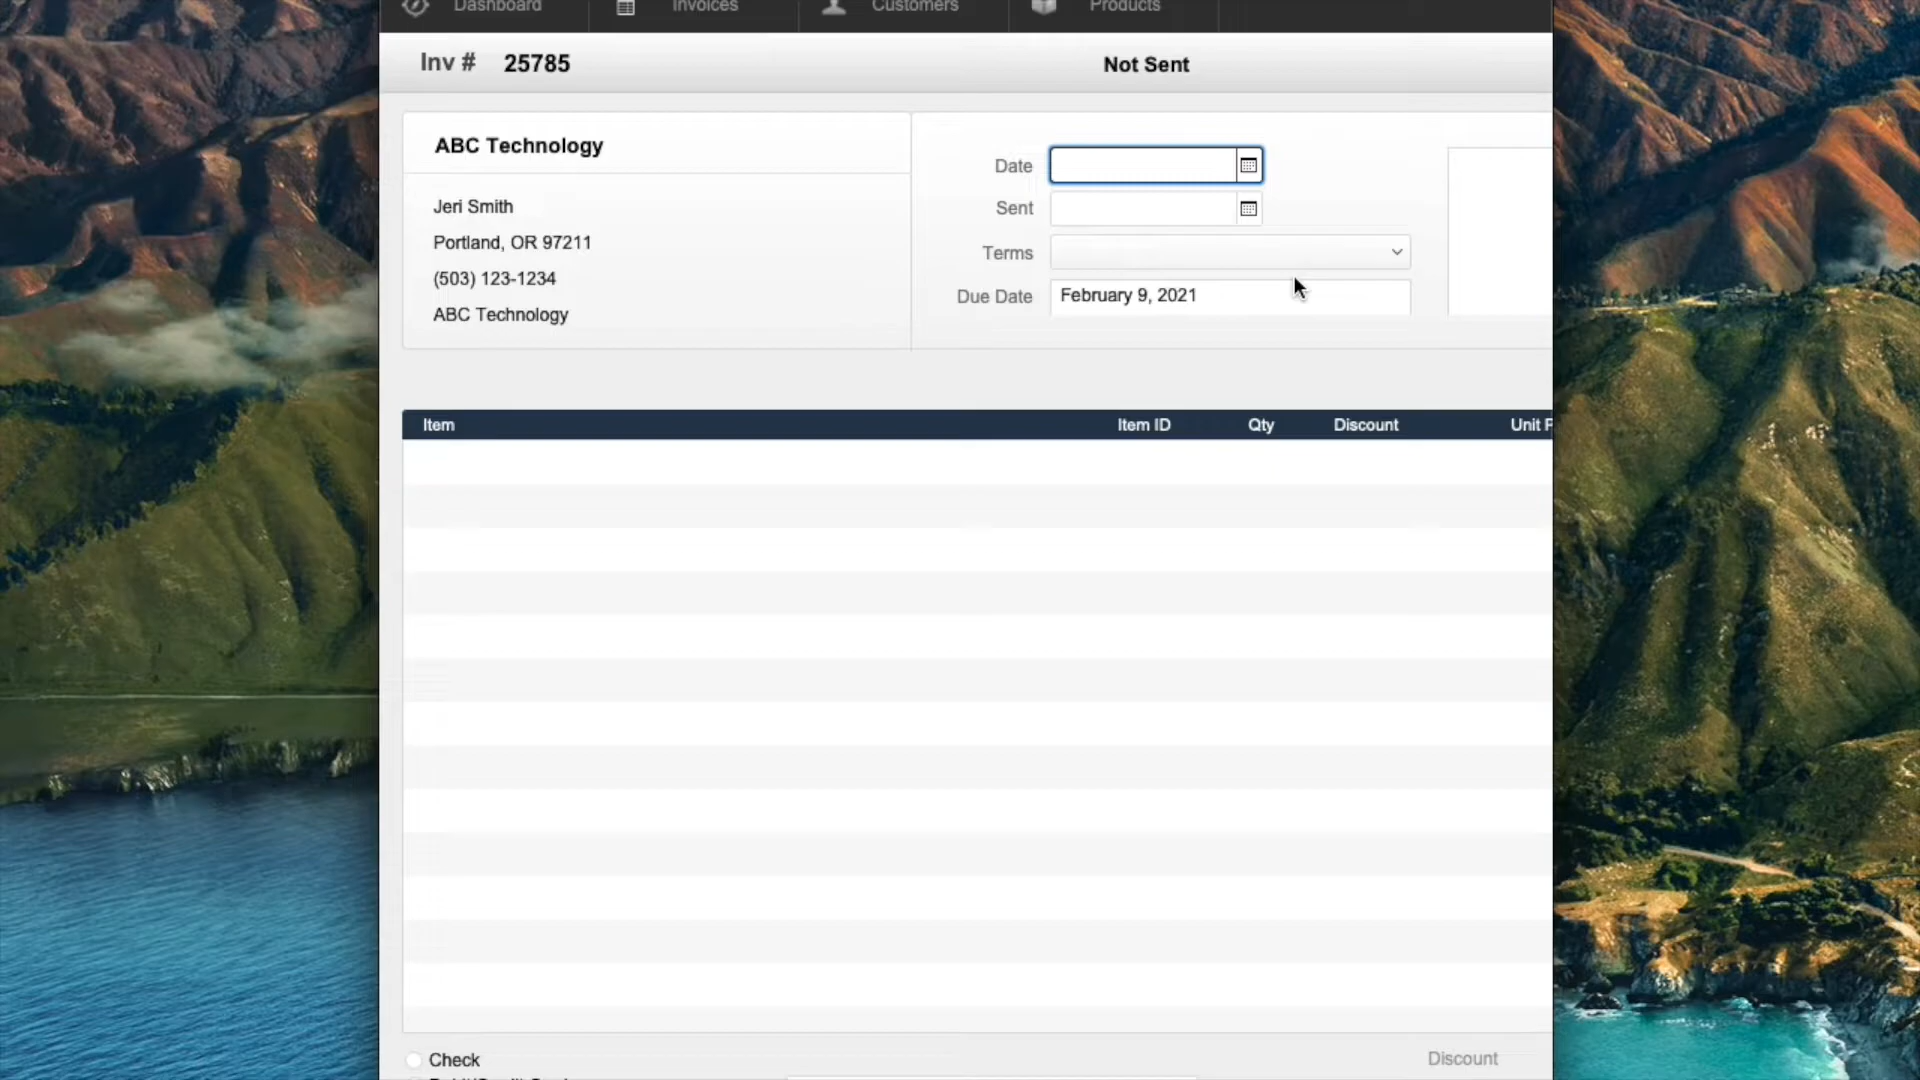 Dashboard
Invoices
Customers
Products
Inv # 25785
Not Sent
ABC Technology
Jeri Smith
Portland, OR 97211
(503) 123-1234
ABC Technology
Date
Sent
Terms
Due Date February 9, 2021
Item Item ID Qty Discount Unit
Check
Discount